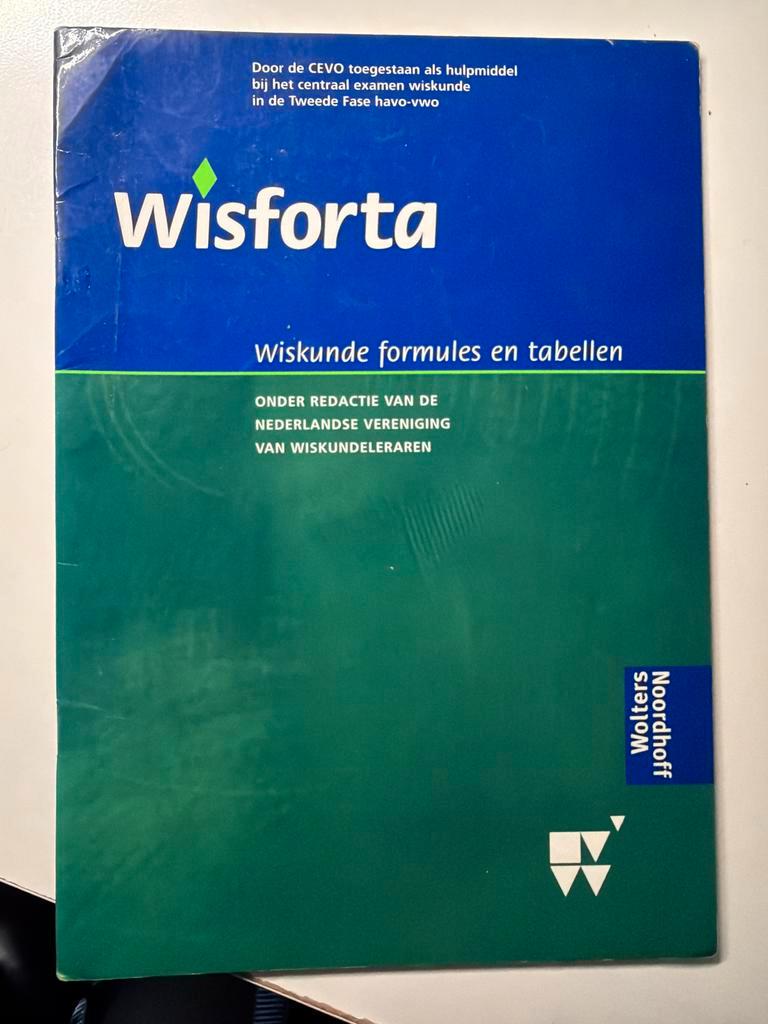 Door de CEVO toegestaan als hulpmiddel
bij het centraal examen wiskunde
in de Tweede Fase havo-vwo
Wisforta
Wiskunde formules en tabellen
ONDER REDACTIE VAN DE
NEDERLANDSE VERENIGING
VAN WISKUNDELERAREN
Wolters
Noordhoff